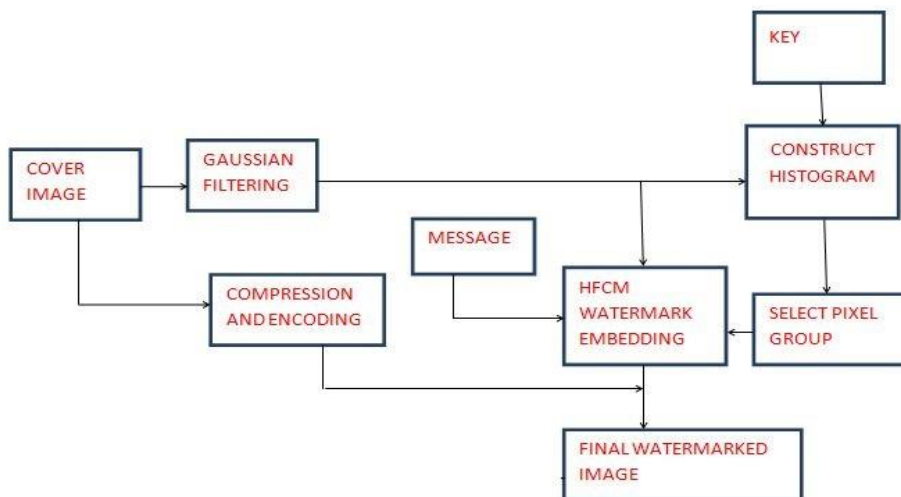 KEY
COVER
IMAGE
GAUSSIAN
FILTERING
CONSTRUCT
HISTOGRAM
MESSAGE
COMPRESSION
AND ENCODING
HFCM
WATERMARK
EMBEDDING
SELECT PIXEL
GROUP
FINAL WATERMARKED
IMAGE